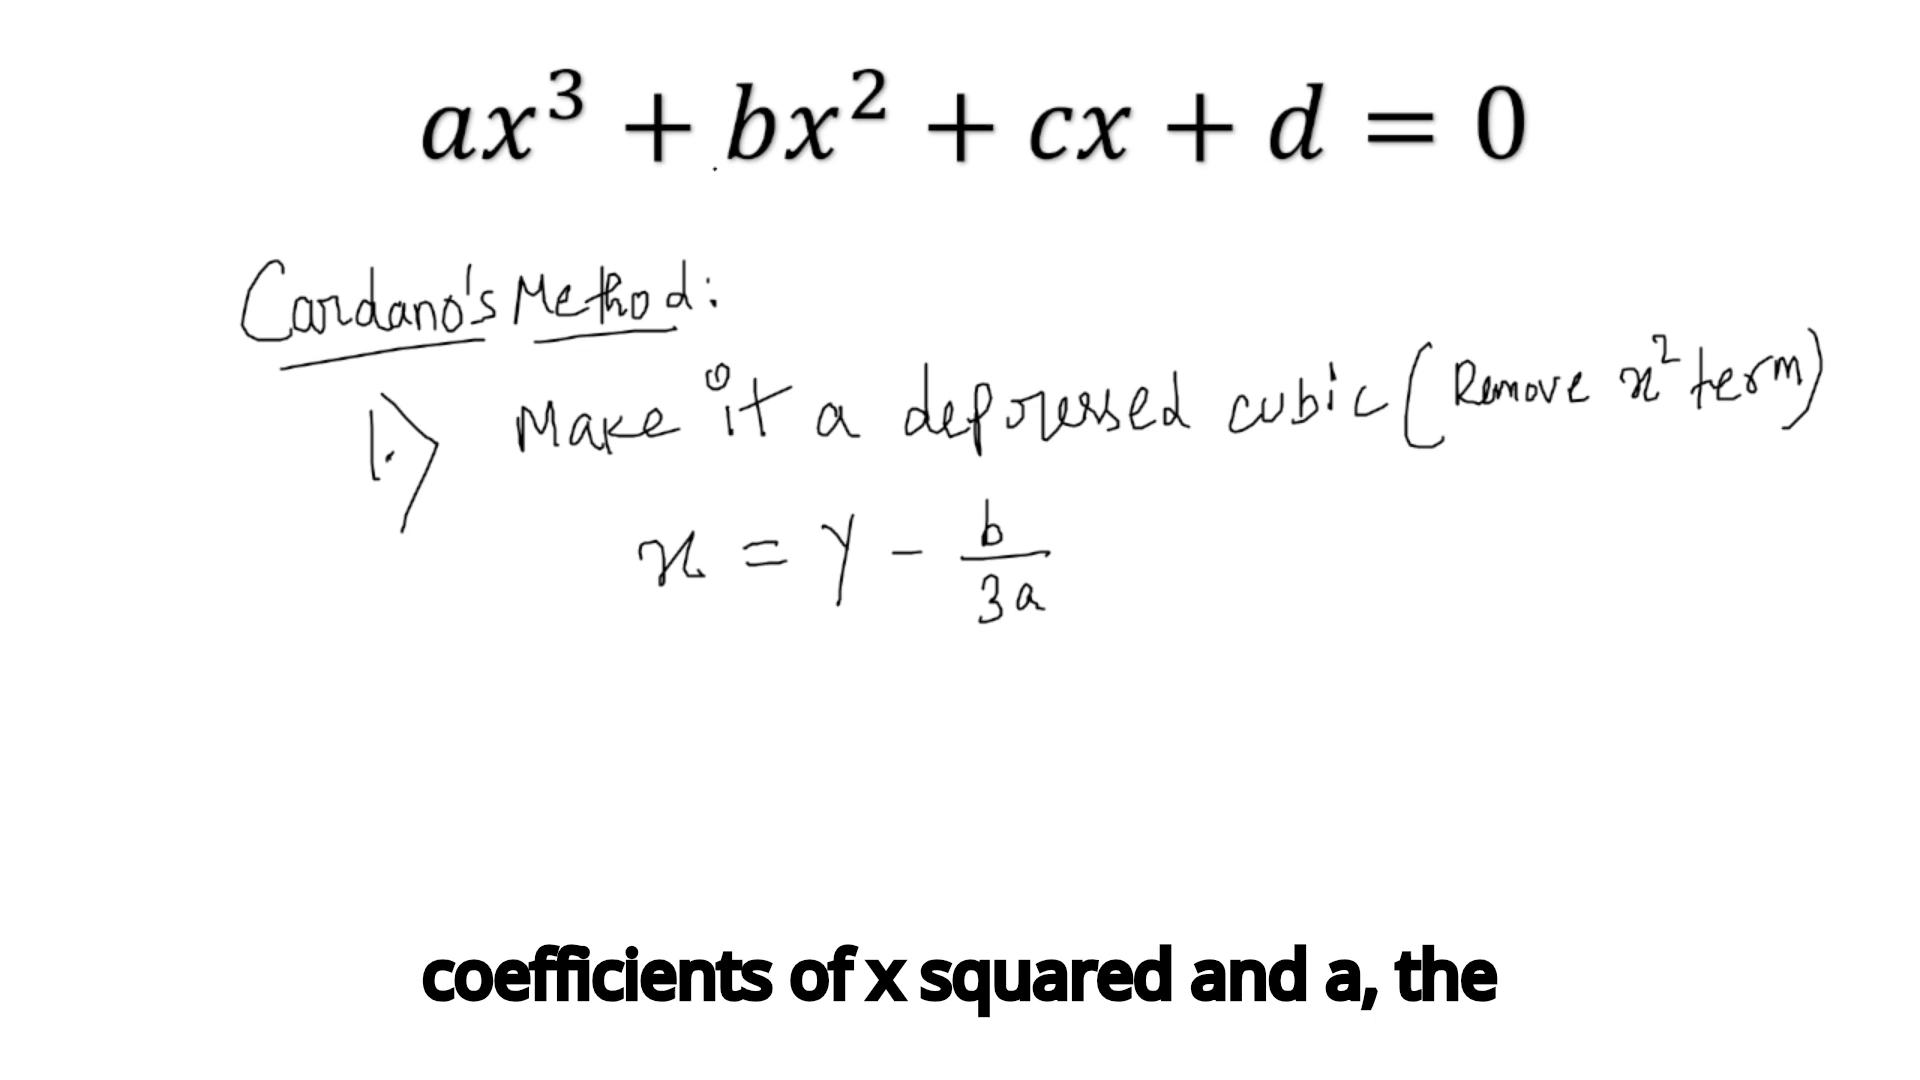 ax³ + bx² + cx + d = 0
Cardano's Method:
1.> Make it a depressed cubic (Remove x² term)
x = y - b/3a
coefficients of x squared and a, the